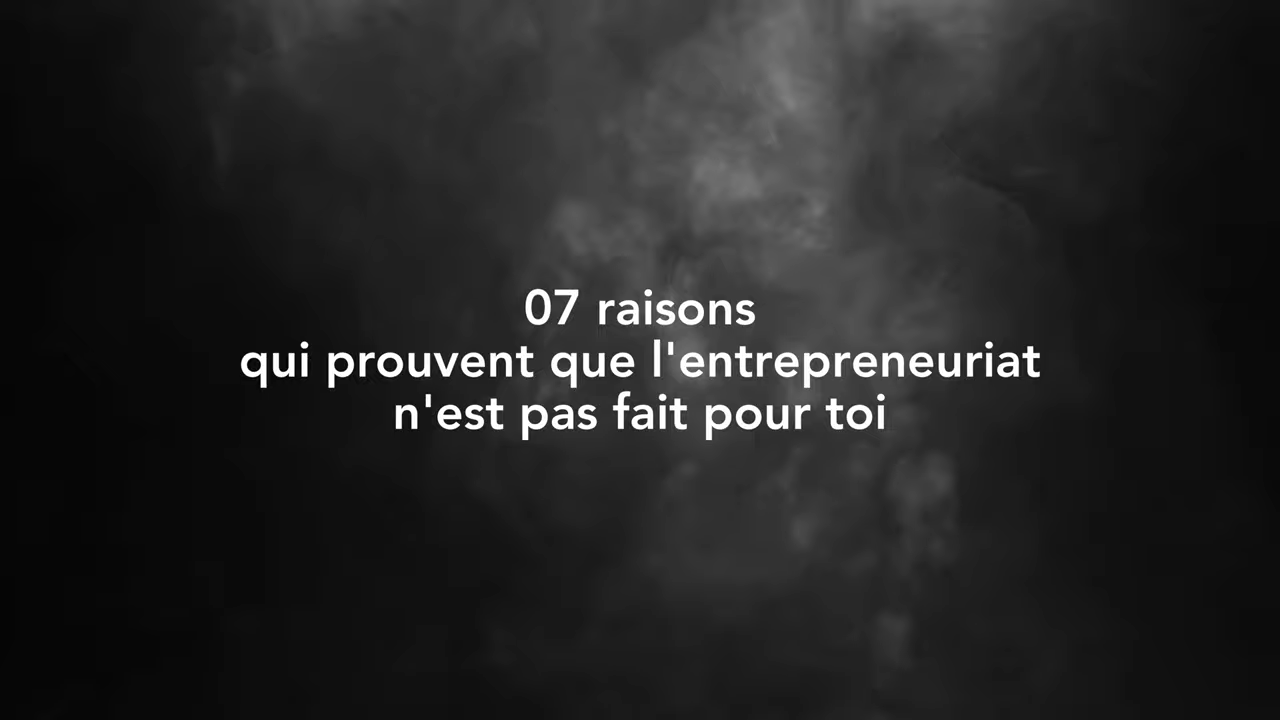 07 raisons
qui prouvent que l'entrepreneuriat
n'est pas fait pour toi